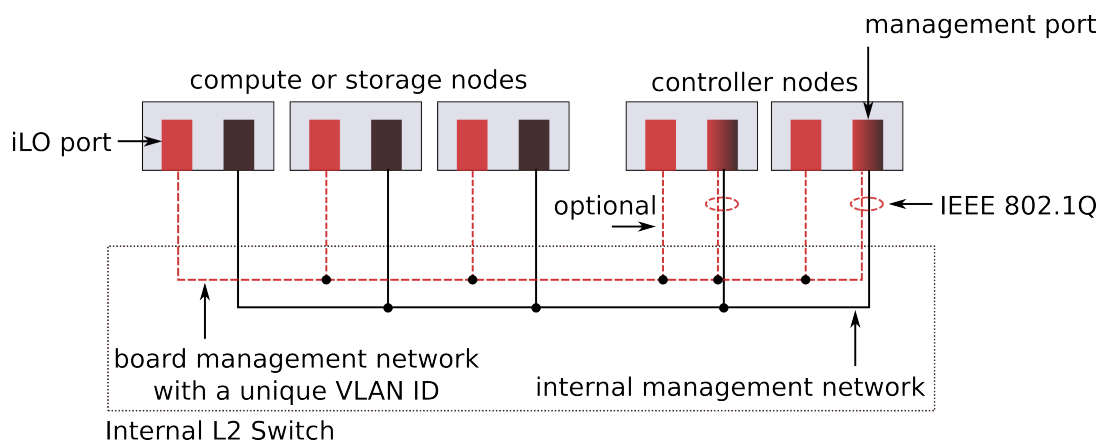 management port
compute or storage nodes
controller nodes
iLO port
optional
IEEE 802.1Q
board management network
with a unique VLAN ID
internal management network
Internal L2 Switch